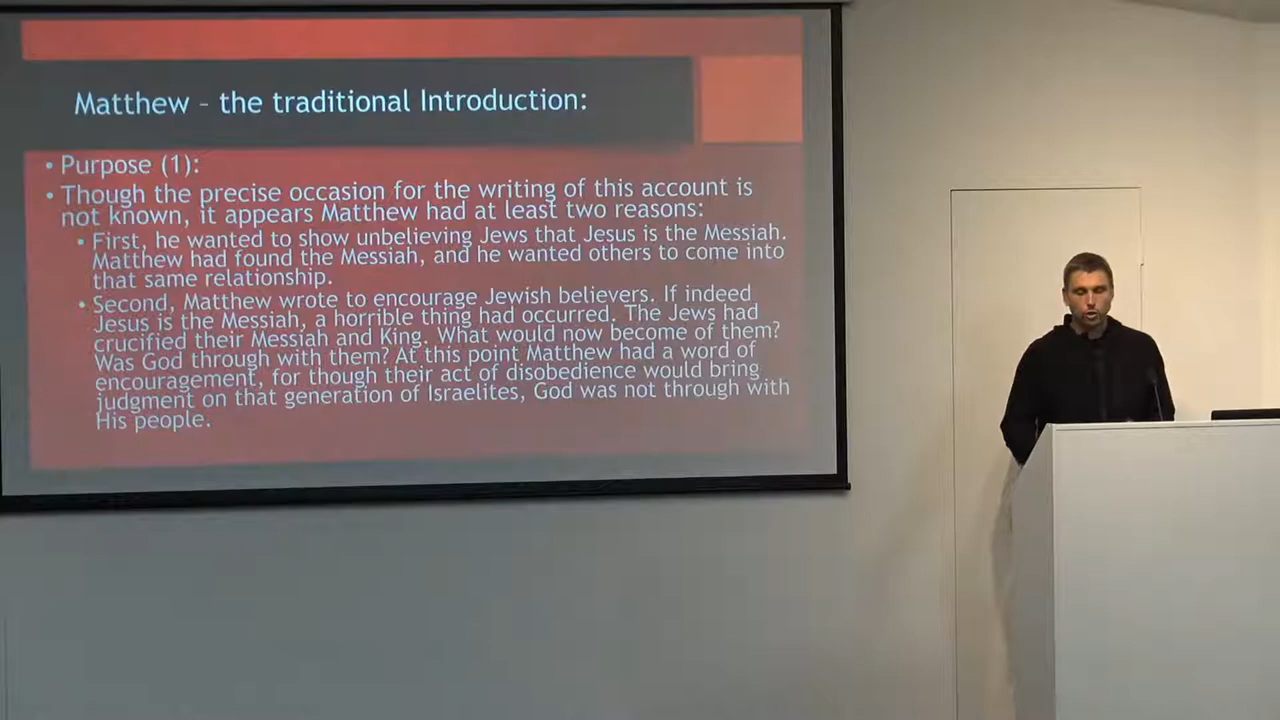 Matthew – the traditional Introduction:
• Purpose (1):
• Though the precise occasion for the writing of this account is
not known, it appears Matthew had at least two reasons:
• First, he wanted to show unbelieving Jews that Jesus is the Messiah.
Matthew had found the Messiah, and he wanted others to come into
that same relationship.
• Second, Matthew wrote to encourage Jewish believers. If indeed
Jesus is the Messiah, a horrible thing had occurred. The Jews had
crucified their Messiah and King. What would now become of them?
Was God through with them? At this point Matthew had a word of
encouragement, for though their act of disobedience would bring
judgment on that generation of Israelites, God was not through with
His people.